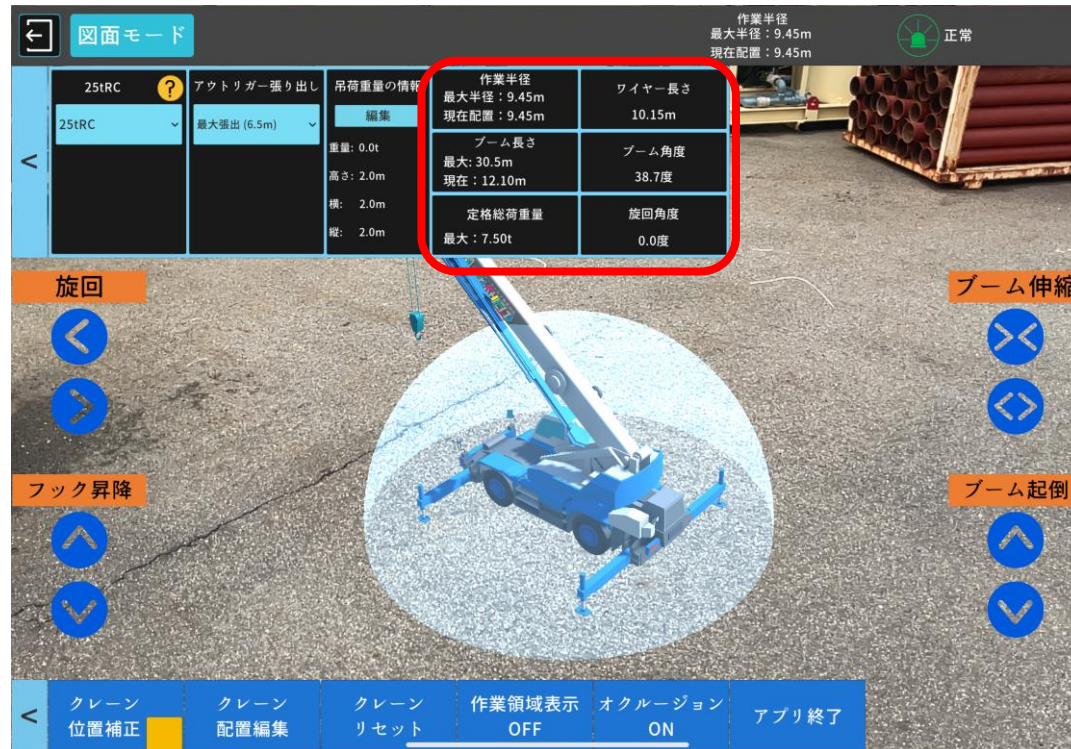 図面モード
作業半径
最大半径：9.45m
現在配置：9.45m
正常
25tRC
?
25tRC
アウトリガー張り出し
最大張出 (6.5m)
吊荷重量の情報
編集
重量: 0.0t
高さ: 2.0m
横: 2.0m
縦: 2.0m
作業半径
最大半径：9.45m
現在配置：9.45m
ワイヤー長さ
10.15m
ブーム長さ
最大: 30.5m
現在：12.10m
ブーム角度
38.7度
定格総荷重量
最大：7.50t
旋回角度
0.0度
旋回
ブーム伸縮
フック昇降
ブーム起倒
クレーン
位置補正
クレーン
配置編集
クレーン
リセット
作業領域表示
OFF
オクルージョン
ON
アプリ終了